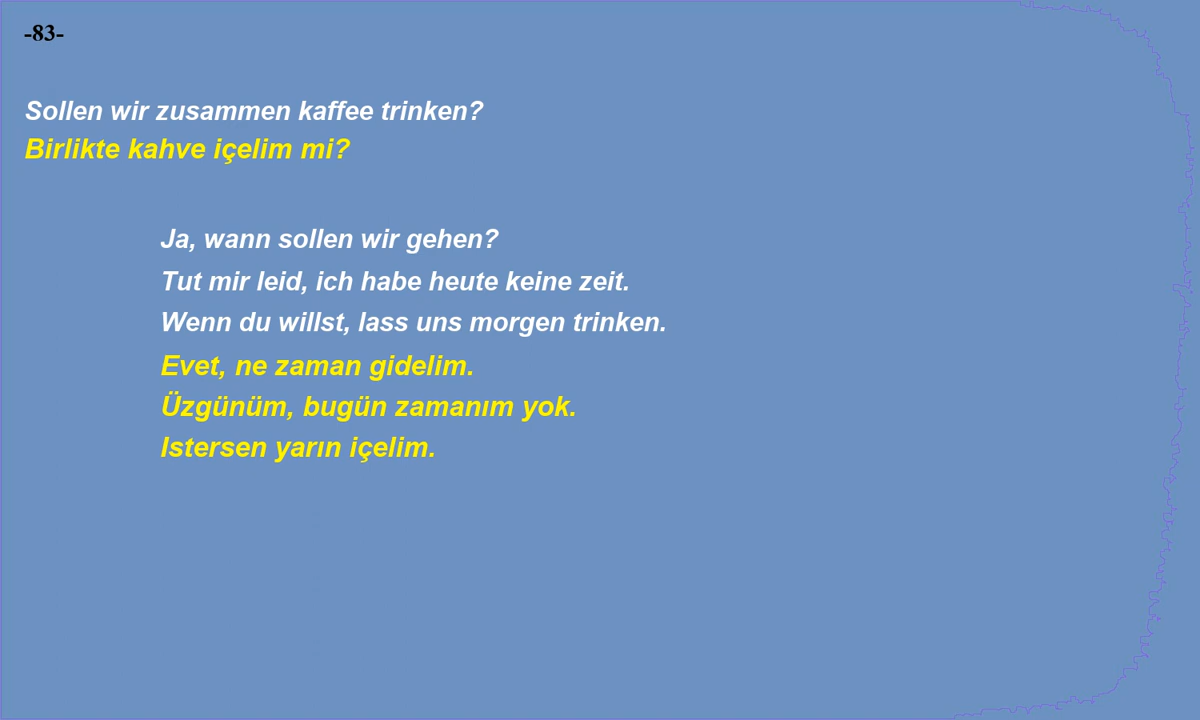 -83-
Sollen wir zusammen kaffee trinken?
Birlikte kahve içelim mi?
Ja, wann sollen wir gehen?
Tut mir leid, ich habe heute keine zeit.
Wenn du willst, lass uns morgen trinken.
Evet, ne zaman gidelim.
Üzgünüm, bugün zamanım yok.
Istersen yarın içelim.